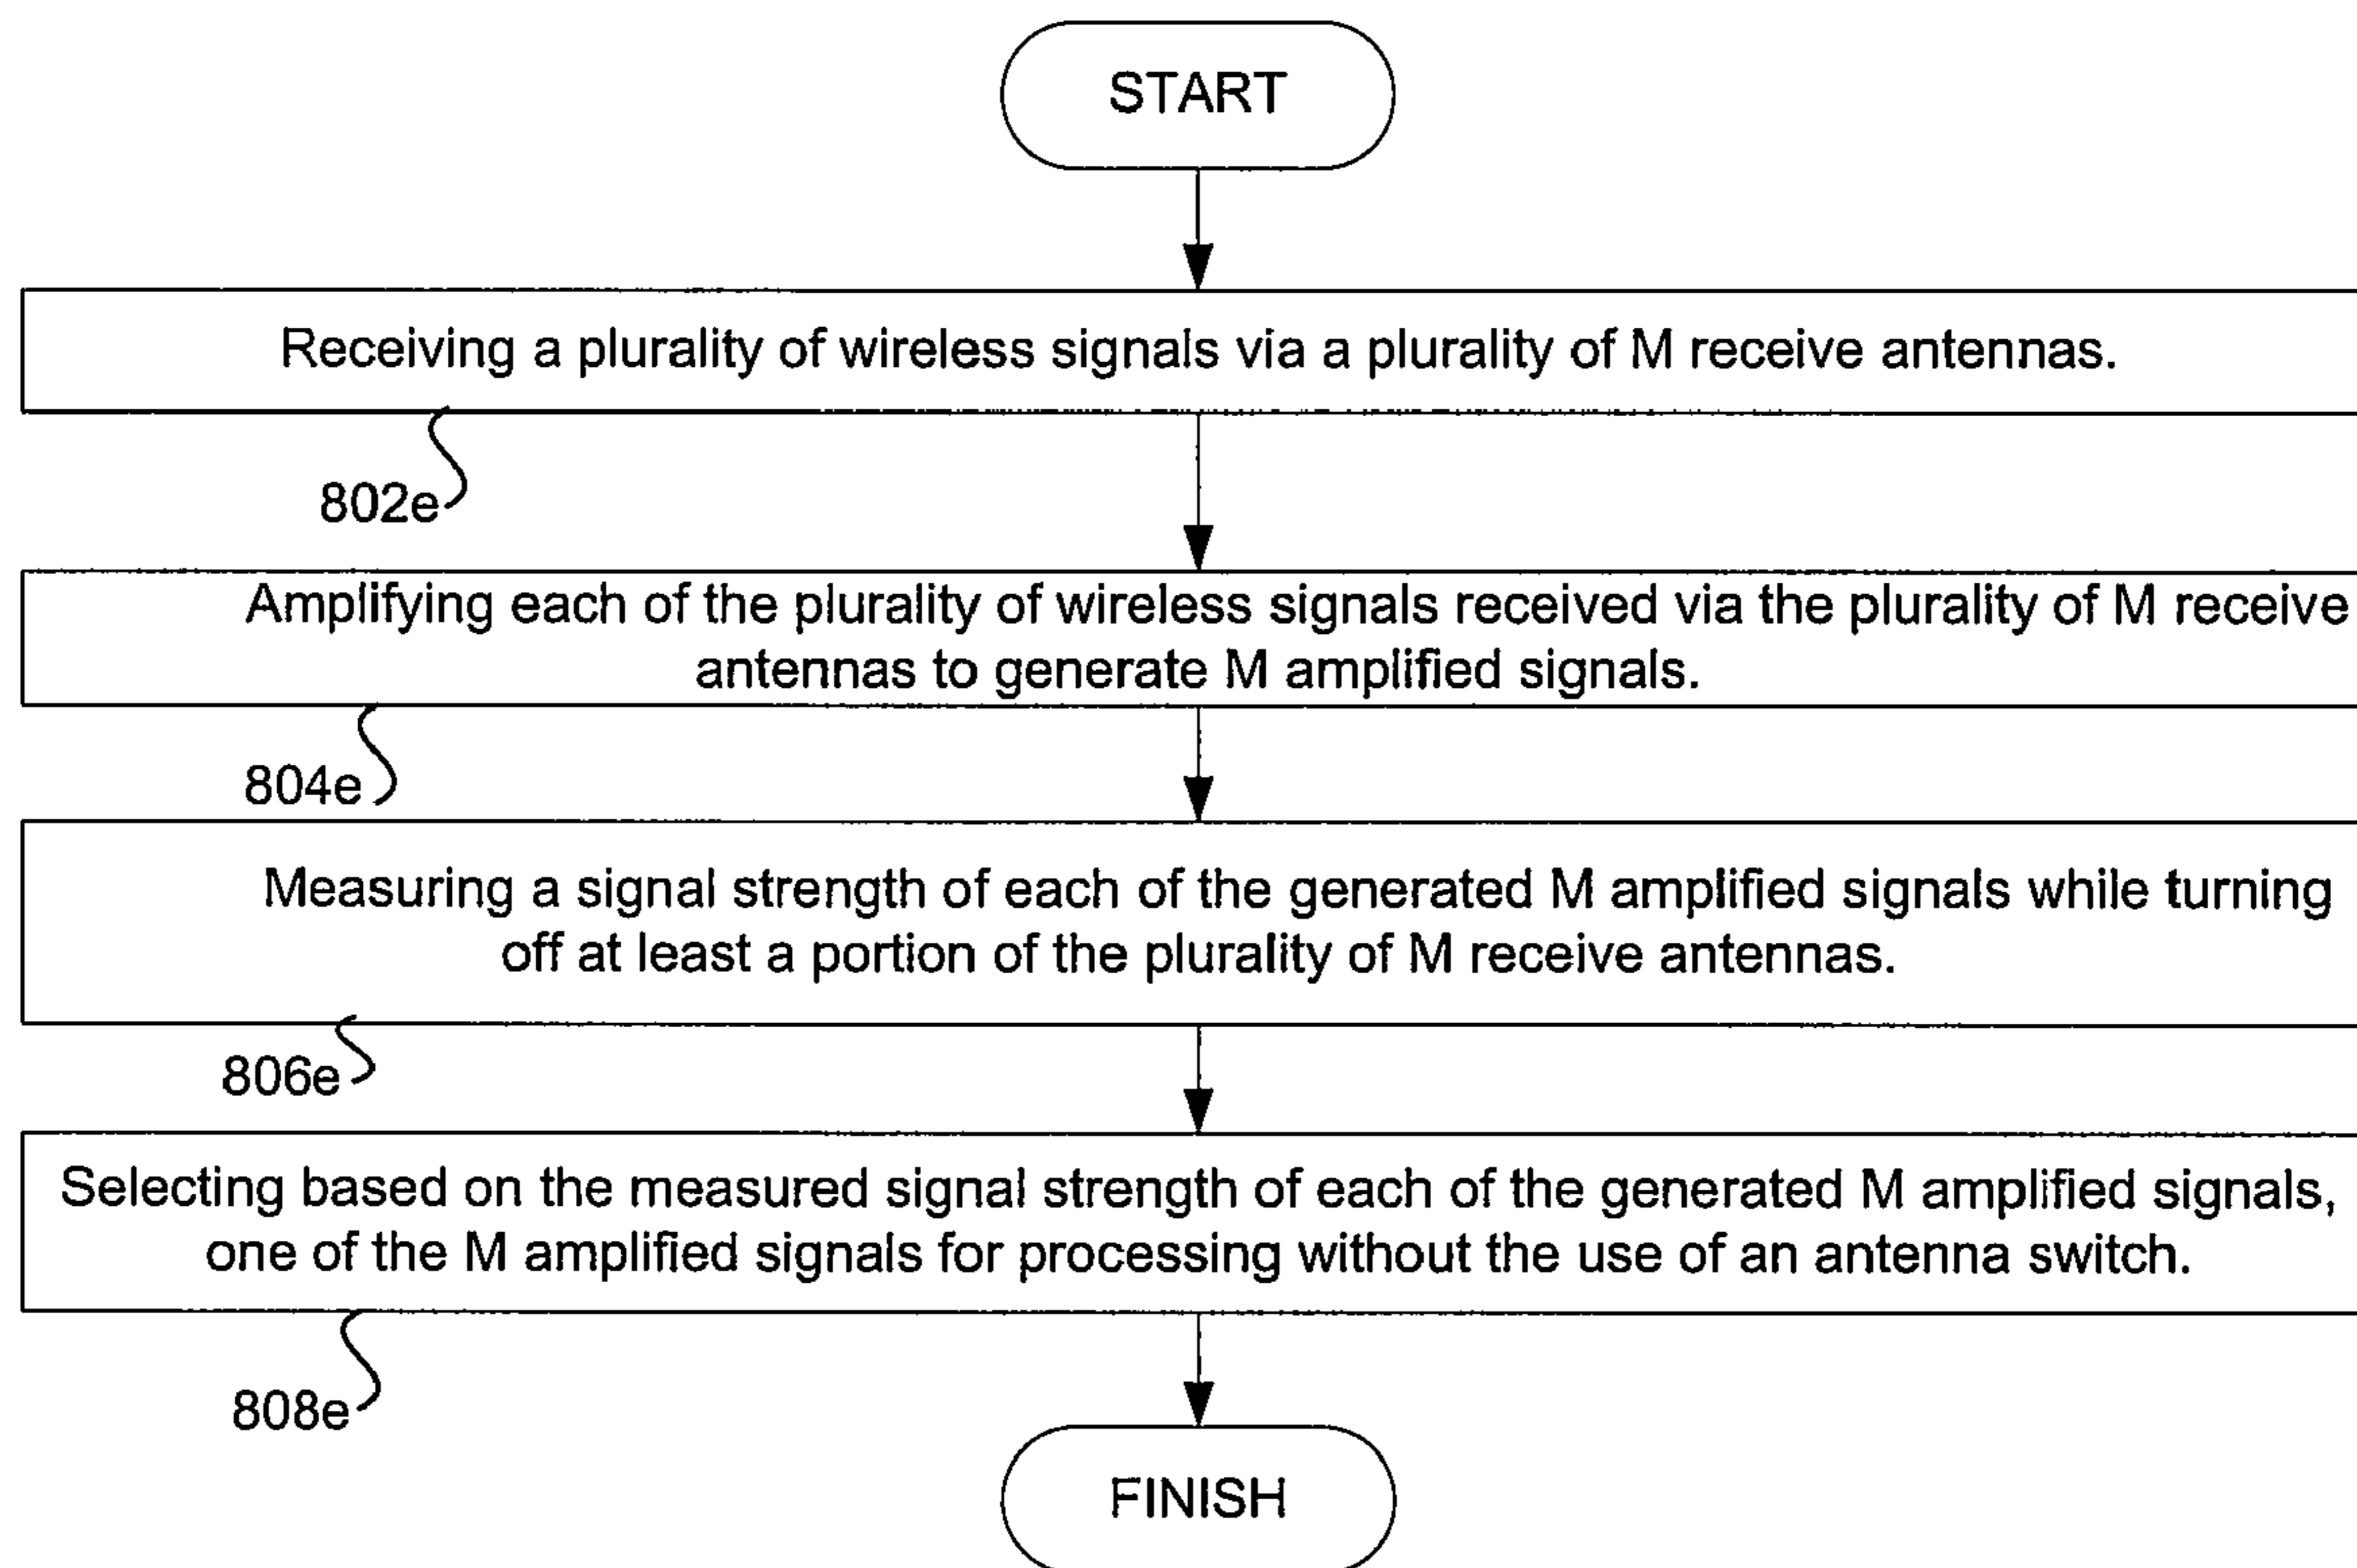 START
Receiving a plurality of wireless signals via a plurality of M receive antennas.
802e
Amplifying each of the plurality of wireless signals received via the plurality of M receive
antennas to generate M amplified signals.
804e
Measuring a signal strength of each of the generated M amplified signals while turning
off at least a portion of the plurality of M receive antennas.
806e
Selecting based on the measured signal strength of each of the generated M amplified signals,
one of the M amplified signals for processing without the use of an antenna switch.
808e
FINISH